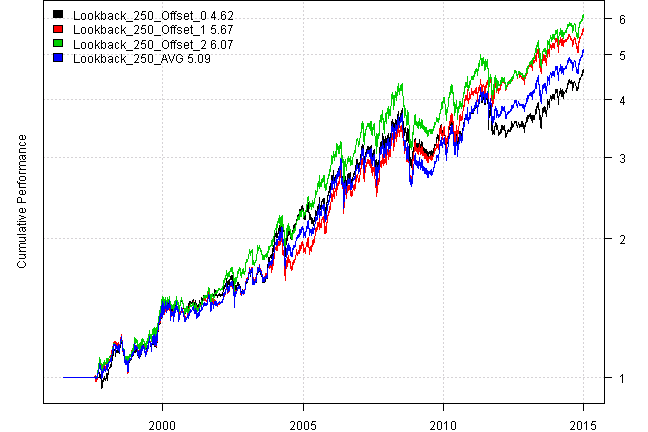 Lookback_250_Offset_0 4.62
Lookback_250_Offset_1 5.67
Lookback_250_Offset_2 6.07
Lookback_250_AVG 5.09
Cumulative Performance
6
5
4
3
2
1
2000 2005 2010 2015